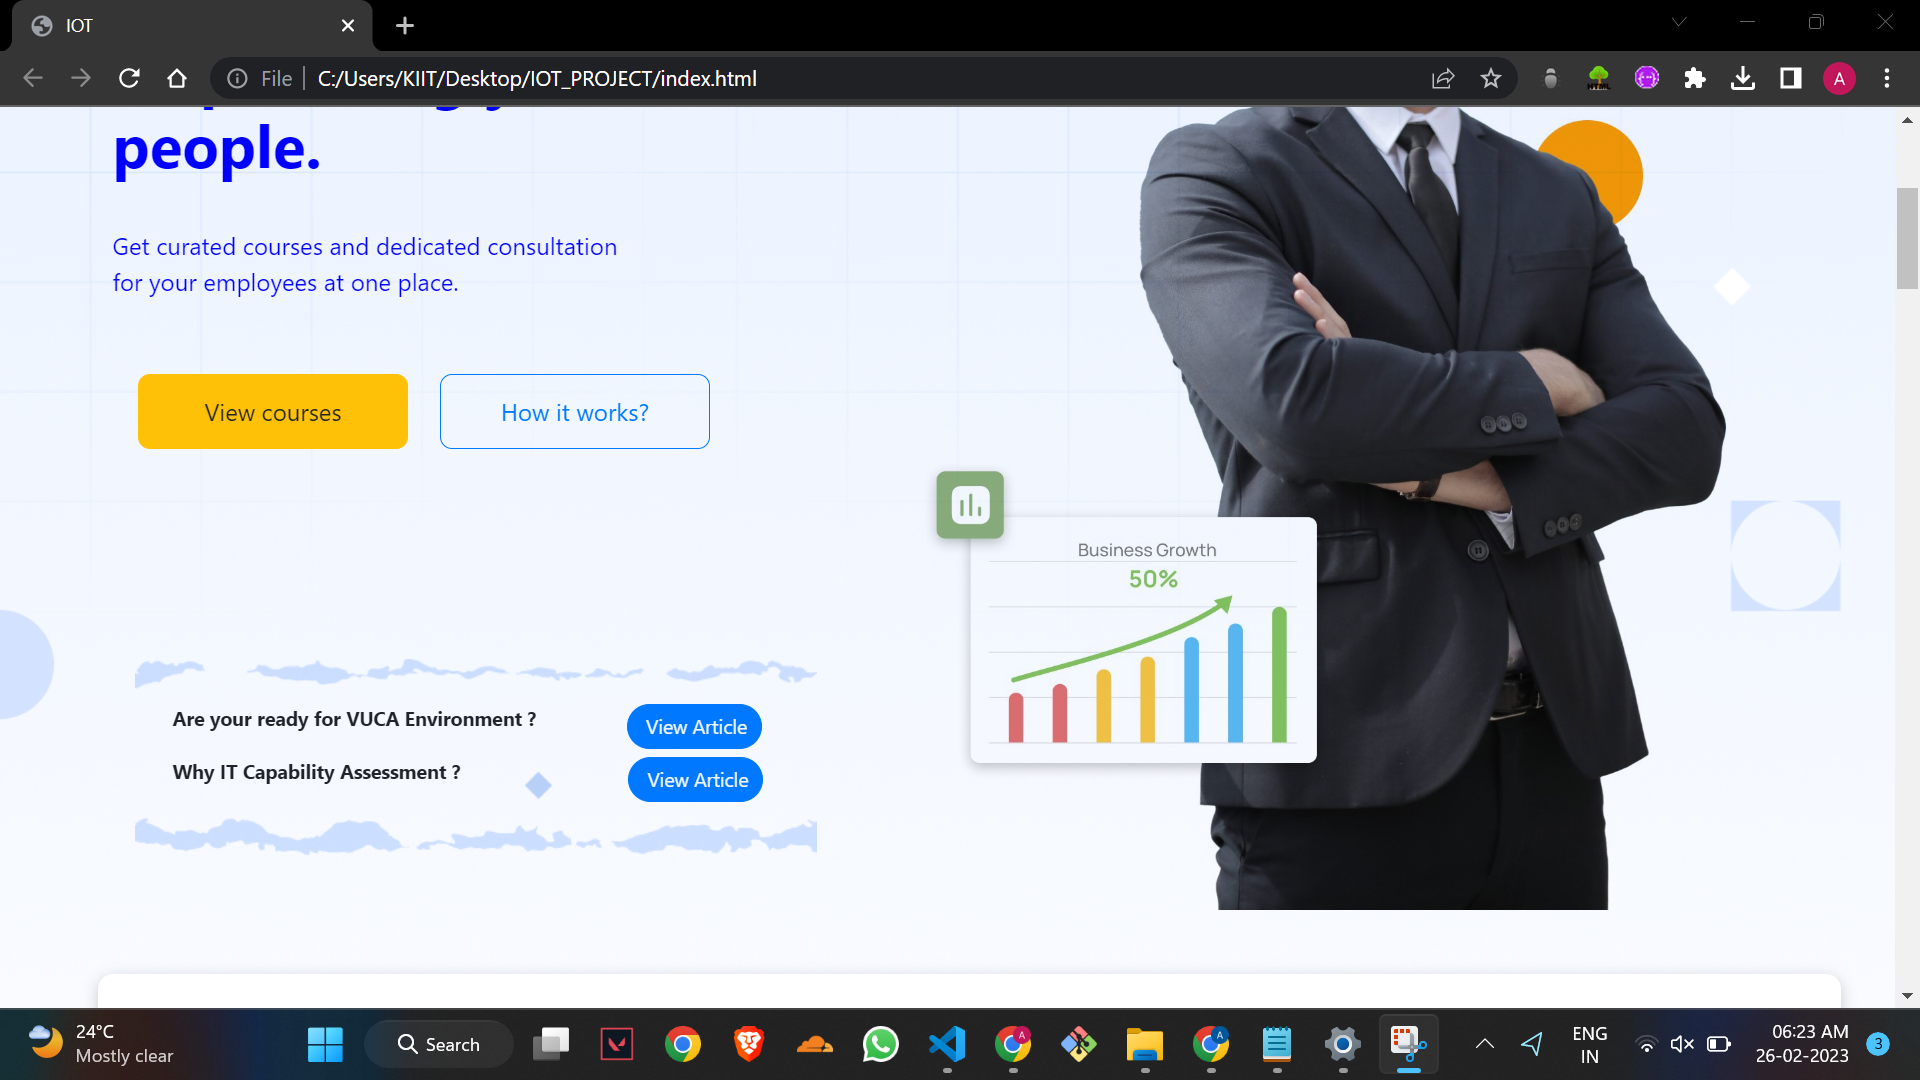 IOT
File
C:/Users/KIIT/Desktop/IOT_PROJECT/index.html
A
people.
Get curated courses and dedicated consultation
for your employees at one place.
View courses
How it works?
Business Growth
50%
Are your ready for VUCA Environment ?
View Article
Why IT Capability Assessment ?
View Article
24°C
Mostly clear
Search
A
A
ENG
IN
06:23 AM
26-02-2023
3